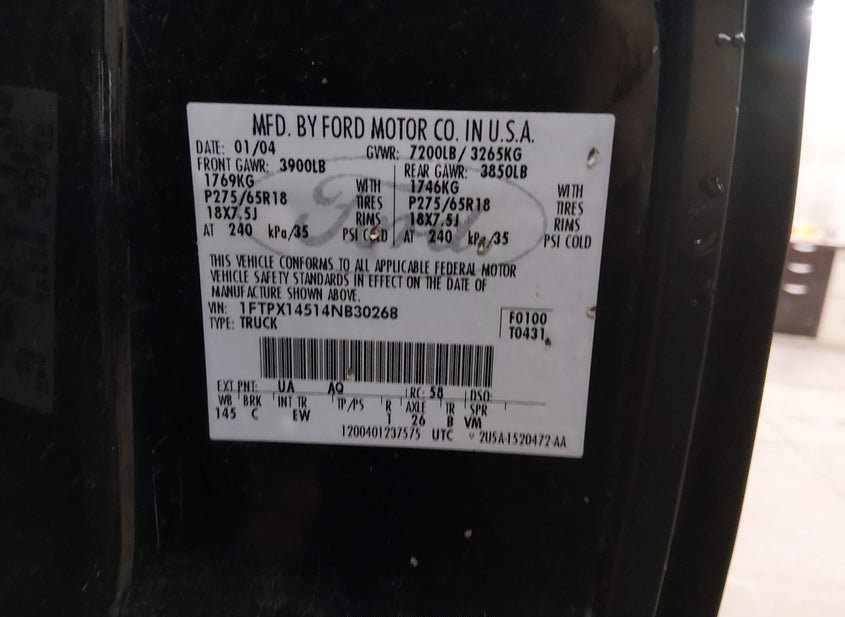 MFD. BY FORD MOTOR CO. IN U.S.A.
DATE: 01/04 GVWR: 7200LB/ 3265KG
FRONT GAWR: 3900LB REAR GAWR: 3850LB
1769KG WITH 1746KG WITH
P275/65R18 TIRES P275/65R18 TIRES
18X7.5J RIMS 18X7.5J RIMS
AT 240 kPa/35 PSI COLD AT 240 kPa/35 PSI COLD
Ford
THIS VEHICLE CONFORMS TO ALL APPLICABLE FEDERAL MOTOR
VEHICLE SAFETY STANDARDS IN EFFECT ON THE DATE OF
MANUFACTURE SHOWN ABOVE.
VIN: 1FTPX14514NB30268 F0100
TYPE: TRUCK T0431
EXT PNT: UA AQ RC: 58 DSO:
WB BRK INT TR TP/PS R AXLE TR SPR
145 C EW 1 26 B VM
1200401237575 UTC 2U5A-1520472-AA